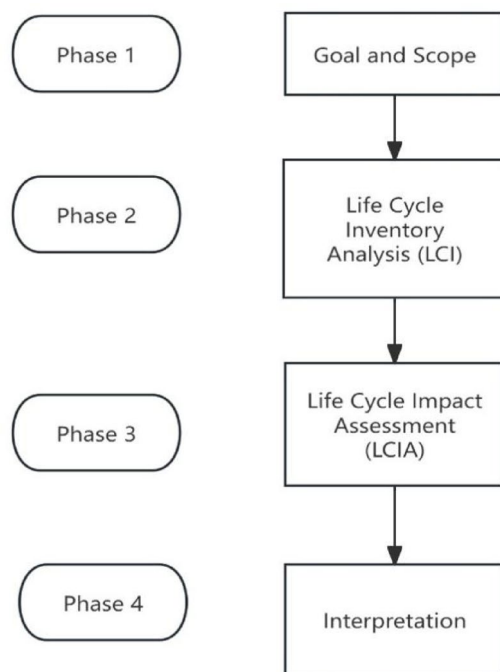 Phase 1
Goal and Scope
Phase 2
Life Cycle
Inventory
Analysis (LCI)
Phase 3
Life Cycle Impact
Assessment
(LCIA)
Phase 4
Interpretation